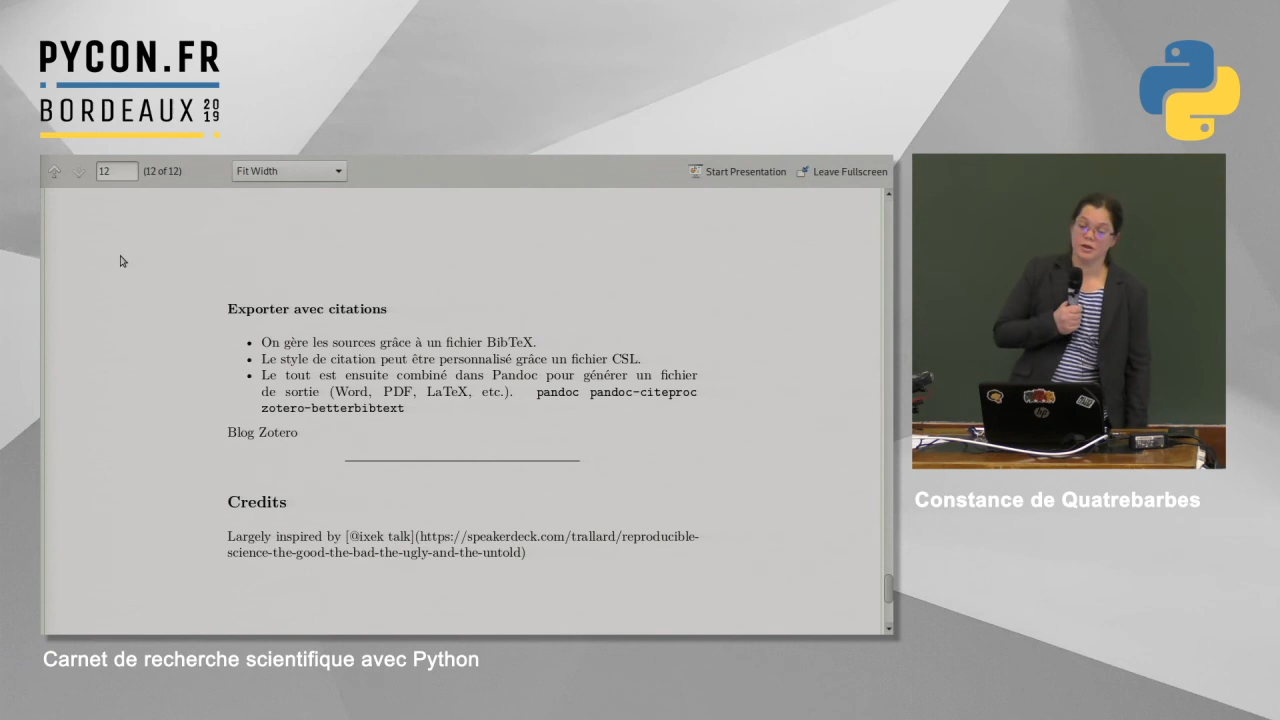 PYCON.FR
BORDEAUX 2019
12 (12 of 12) Fit Width Start Presentation Leave Fullscreen
Exporter avec citations
• On gère les sources grâce à un fichier BibTeX.
• Le style de citation peut être personnalisé grâce un fichier CSL.
• Le tout est ensuite combiné dans Pandoc pour générer un fichier
de sortie (Word, PDF, LaTeX, etc.). pandoc pandoc-citeproc
zotero-betterbibtext
Blog Zotero
Credits
Largely inspired by [@ixek talk](https://speakerdeck.com/trallard/reproducible-
science-the-good-the-bad-the-ugly-and-the-untold)
hp
Constance de Quatrebarbes
Carnet de recherche scientifique avec Python